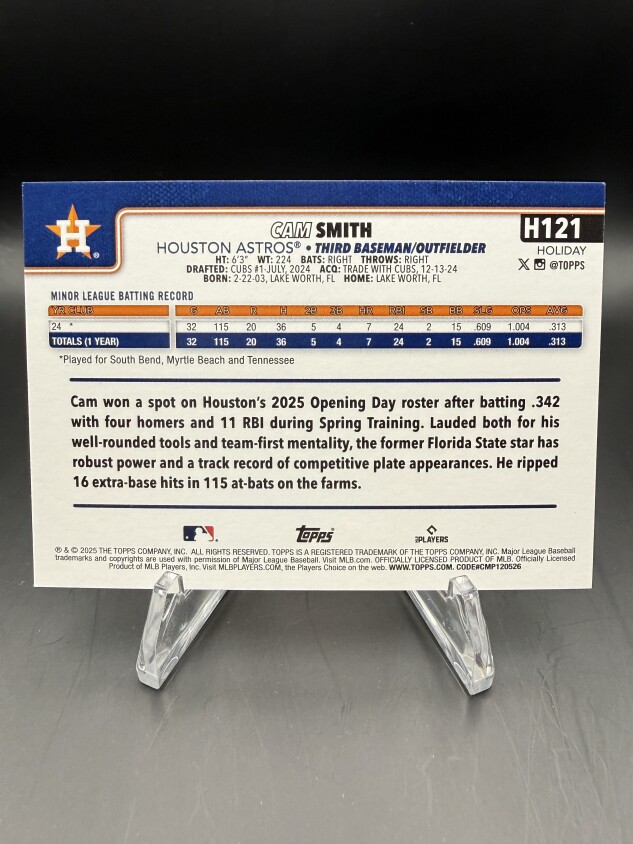 H
CAM SMITH
HOUSTON ASTROS® • THIRD BASEMAN/OUTFIELDER
HT: 6'3" WT: 224 BATS: RIGHT THROWS: RIGHT
DRAFTED: CUBS #1-JULY, 2024 ACQ: TRADE WITH CUBS, 12-13-24
BORN: 2-22-03, LAKE WORTH, FL HOME: LAKE WORTH, FL
H121
HOLIDAY
X @TOPPS
MINOR LEAGUE BATTING RECORD
YR CLUB G AB R H 2B 3B HR RBI SB BB SLG OPS AVG
24 * 32 115 20 36 5 4 7 24 2 15 .609 1.004 .313
TOTALS (1 YEAR) 32 115 20 36 5 4 7 24 2 15 .609 1.004 .313
*Played for South Bend, Myrtle Beach and Tennessee
Cam won a spot on Houston's 2025 Opening Day roster after batting .342
with four homers and 11 RBI during Spring Training. Lauded both for his
well-rounded tools and team-first mentality, the former Florida State star has
robust power and a track record of competitive plate appearances. He ripped
16 extra-base hits in 115 at-bats on the farms.
Topps
MLB PLAYERS
® & © 2025 THE TOPPS COMPANY, INC. ALL RIGHTS RESERVED. TOPPS IS A REGISTERED TRADEMARK OF THE TOPPS COMPANY, INC. Major League Baseball
trademarks and copyrights are used with permission of Major League Baseball. Visit MLB.com. OFFICIALLY LICENSED PRODUCT OF MLB. Officially Licensed
Product of MLB Players, Inc. Visit MLBPLAYERS.com, the Players Choice on the web. WWW.TOPPS.COM. CODE#CMP120526